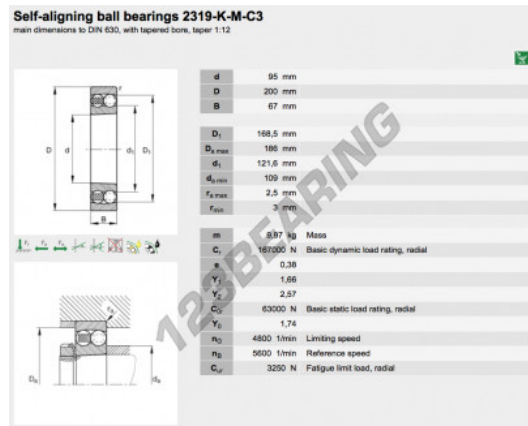 Self-aligning ball bearings 2319-K-M-C3
main dimensions to DIN 630, with tapered bore, taper 1:12
d 95 mm
D 200 mm
B 67 mm
D1 168,5 mm
Da max 186 mm
d1 121,6 mm
da min 109 mm
ra max 2,5 mm
rmin 3 mm
m 9,87 kg Mass
Cr 167000 N Basic dynamic load rating, radial
e 0,38
Y1 1,66
Y2 2,57
C0r 63000 N Basic static load rating, radial
Y0 1,74
nG 4800 1/min Limiting speed
nB 5600 1/min Reference speed
Cur 3250 N Fatigue limit load, radial
D d d1 D1
r
B
Fr Fa Fa
ra
Da da
123BEARING